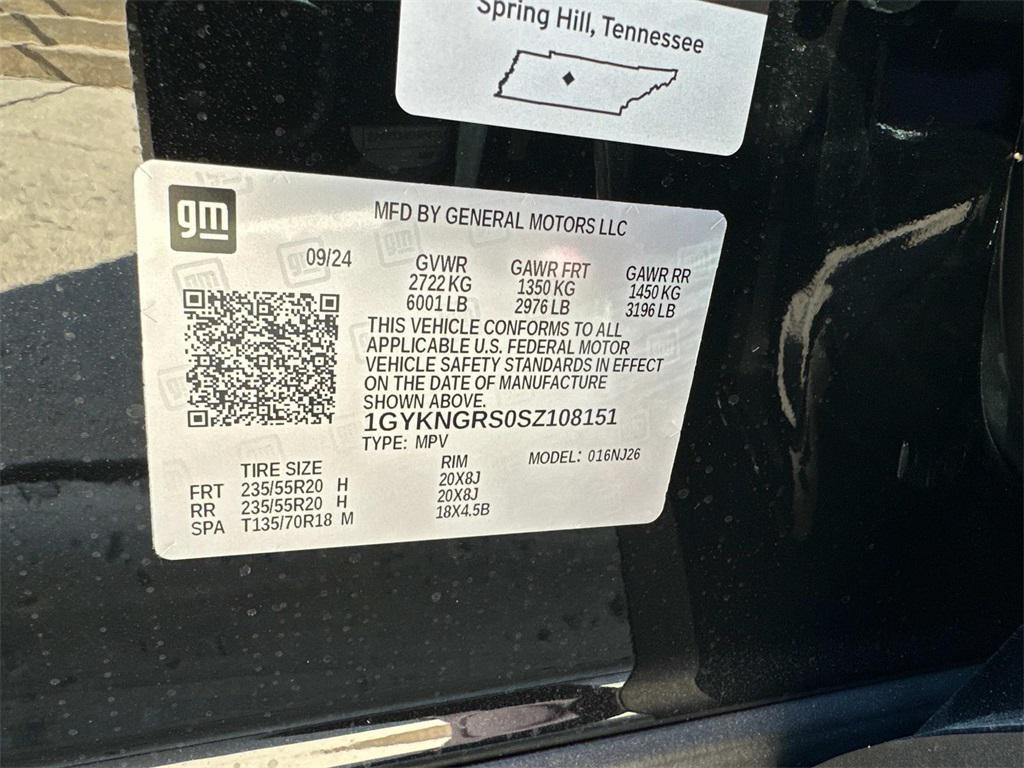 Spring Hill, Tennessee
gm
MFD BY GENERAL MOTORS LLC
09/24
GVWR GAWR FRT GAWR RR
2722 KG 1350 KG 1450 KG
6001 LB 2976 LB 3196 LB
THIS VEHICLE CONFORMS TO ALL
APPLICABLE U.S. FEDERAL MOTOR
VEHICLE SAFETY STANDARDS IN EFFECT
ON THE DATE OF MANUFACTURE
SHOWN ABOVE.
1GYKNGRS0SZ108151
TYPE: MPV MODEL: 016NJ26
TIRE SIZE RIM
FRT 235/55R20 H 20X8J
RR 235/55R20 H 20X8J
SPA T135/70R18 M 18X4.5B